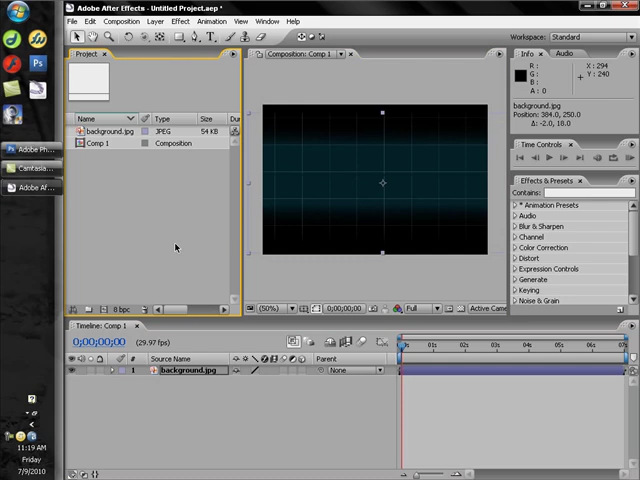 Adobe After Effects - Untitled Project.aep *
File Edit Composition Layer Effect Animation View Window Help
Workspace: Standard
Project
Composition: Comp 1
Info Audio
R :
G :
B :
A : 0
X : 294
Y : 240
background.jpg
Position: 384.0, 250.0
Δ: -2.0, 18.0
Name Type Size Du
background.jpg JPEG 54 KB
Comp 1 Composition
Time Controls
Effects & Presets
Contains:
* Animation Presets
Audio
Blur & Sharpen
Channel
Color Correction
Distort
Expression Controls
Generate
Keying
Noise & Grain
Adobe Ph...
Camtasia...
Adobe Af...
8 bpc
(50%) 0;00;00;00 (Half) Active Came
Timeline: Comp 1
0;00;00;00 (29.97 fps)
# Source Name Parent
1 background.jpg None
01s 02s 03s 04s 05s 06s 07s
11:19 AM
Friday
7/9/2010